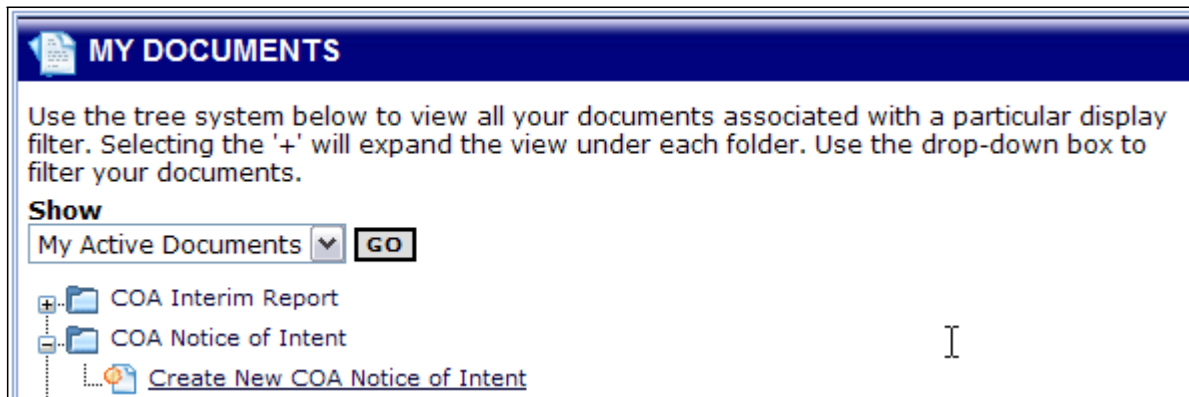 MY DOCUMENTS
Use the tree system below to view all your documents associated with a particular display
filter. Selecting the '+' will expand the view under each folder. Use the drop-down box to
filter your documents.
Show
My Active Documents GO
COA Interim Report
COA Notice of Intent
Create New COA Notice of Intent